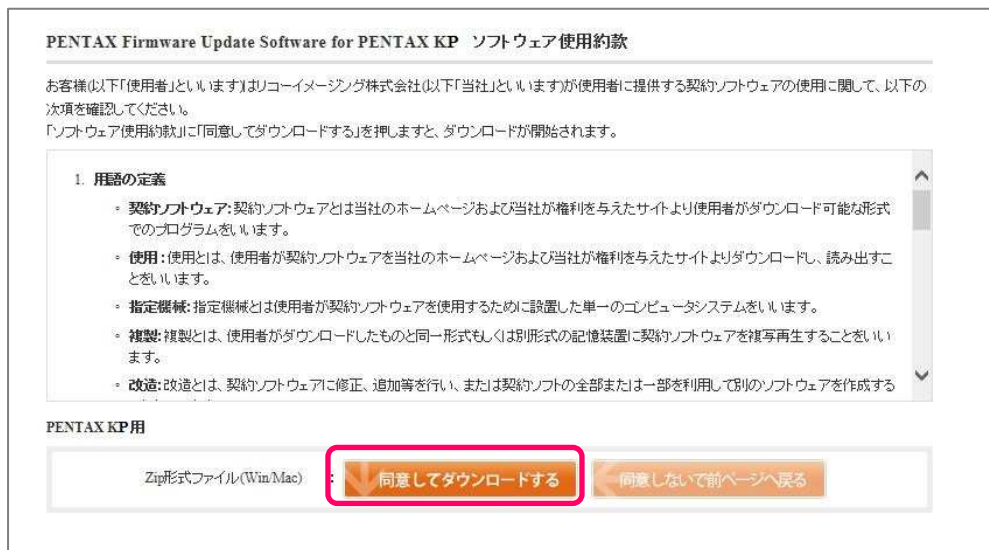 PENTAX Firmware Update Software for PENTAX KP ソフトウェア使用約款
お客様(以下「使用者」といいます)はリコーイメージング株式会社(以下「当社」といいます)が使用者に提供する契約ソフトウェアの使用に関して、以下の
次項を確認してください。
「ソフトウェア使用約款」に「同意してダウンロードする」を押しますと、ダウンロードが開始されます。
1. 用語の定義
◦ 契約ソフトウェア:契約ソフトウェアとは当社のホームページおよび当社が権利を与えたサイトより使用者がダウンロード可能な形式
でのプログラムをいいます。
◦ 使用:使用とは、使用者が契約ソフトウェアを当社のホームページおよび当社が権利を与えたサイトよりダウンロードし、読み出すこ
とをいいます。
◦ 指定機械:指定機械とは使用者が契約ソフトウェアを使用するために設置した単一のコンピュータシステムをいいます。
◦ 複製:複製とは、使用者がダウンロードしたものと同一形式もしくは別形式の記憶装置に契約ソフトウェアを複写再生することをいい
ます。
◦ 改造:改造とは、契約ソフトウェアに修正、追加等を行い、または契約ソフトの全部または一部を利用して別のソフトウェアを作成する
PENTAX KP用
Zip形式ファイル(Win/Mac) : 同意してダウンロードする 同意しないで前ページへ戻る